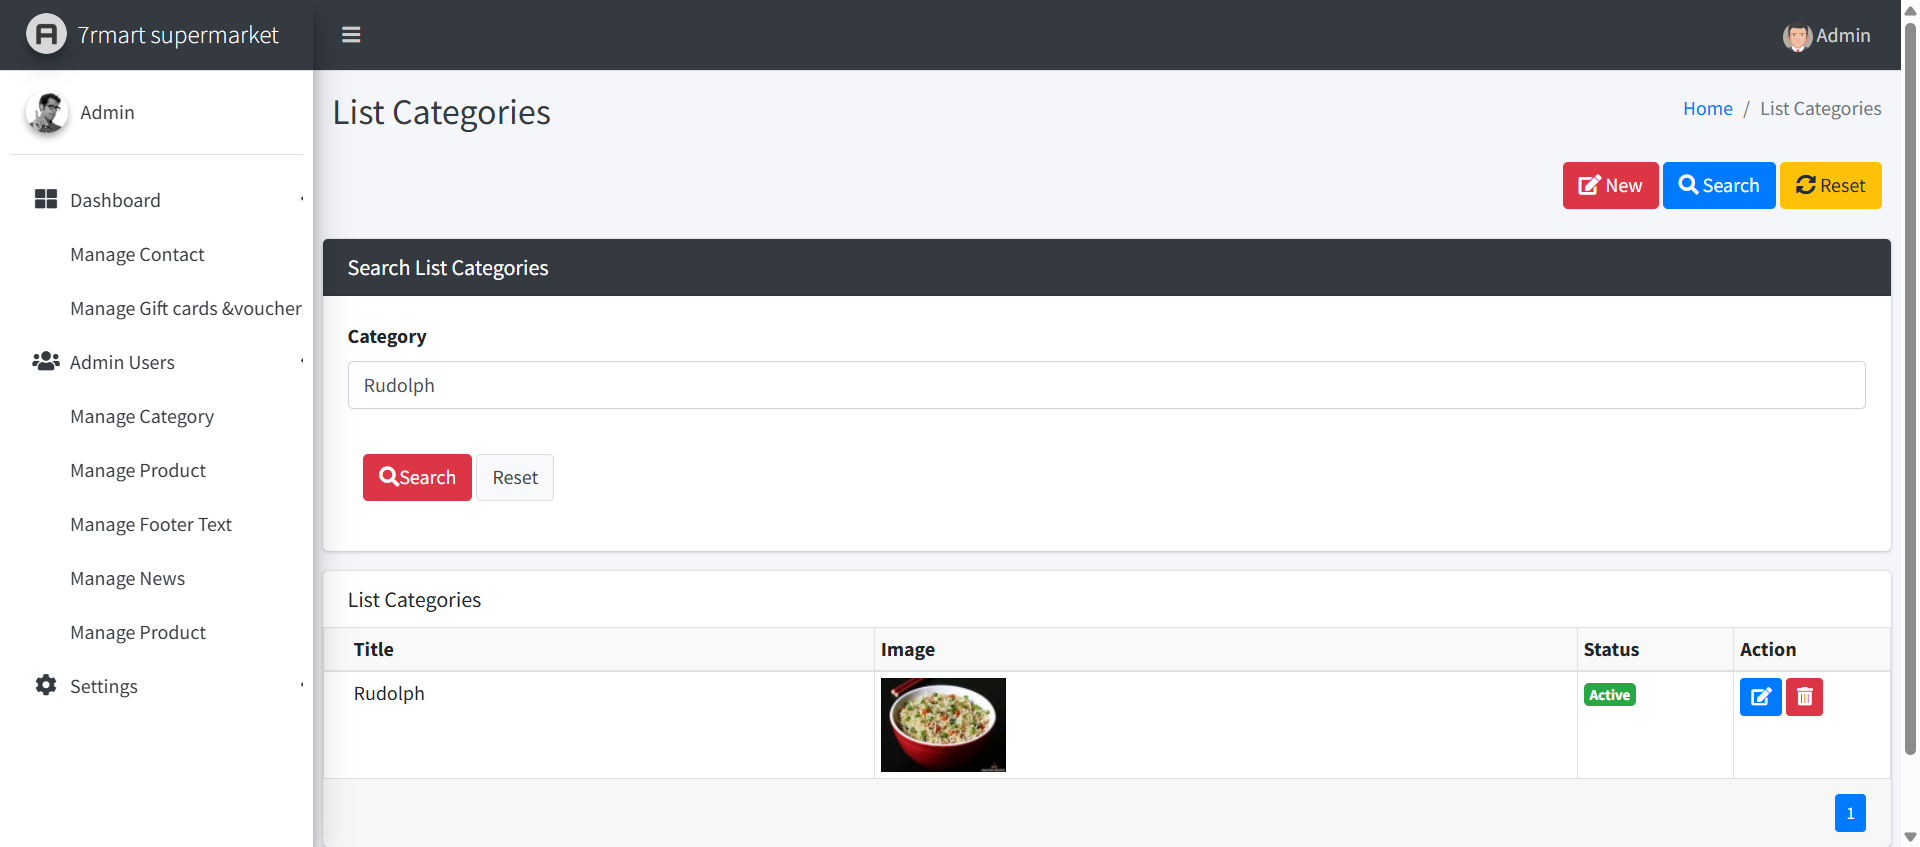 7rmart supermarket
Admin
Admin
List Categories
Home / List Categories
New
Search
Reset
Dashboard
Manage Contact
Manage Gift cards &voucher
Admin Users
Manage Category
Manage Product
Manage Footer Text
Manage News
Manage Product
Settings
Search List Categories
Category
Rudolph
Search
Reset
List Categories
Title Image Status Action
Rudolph Active
1